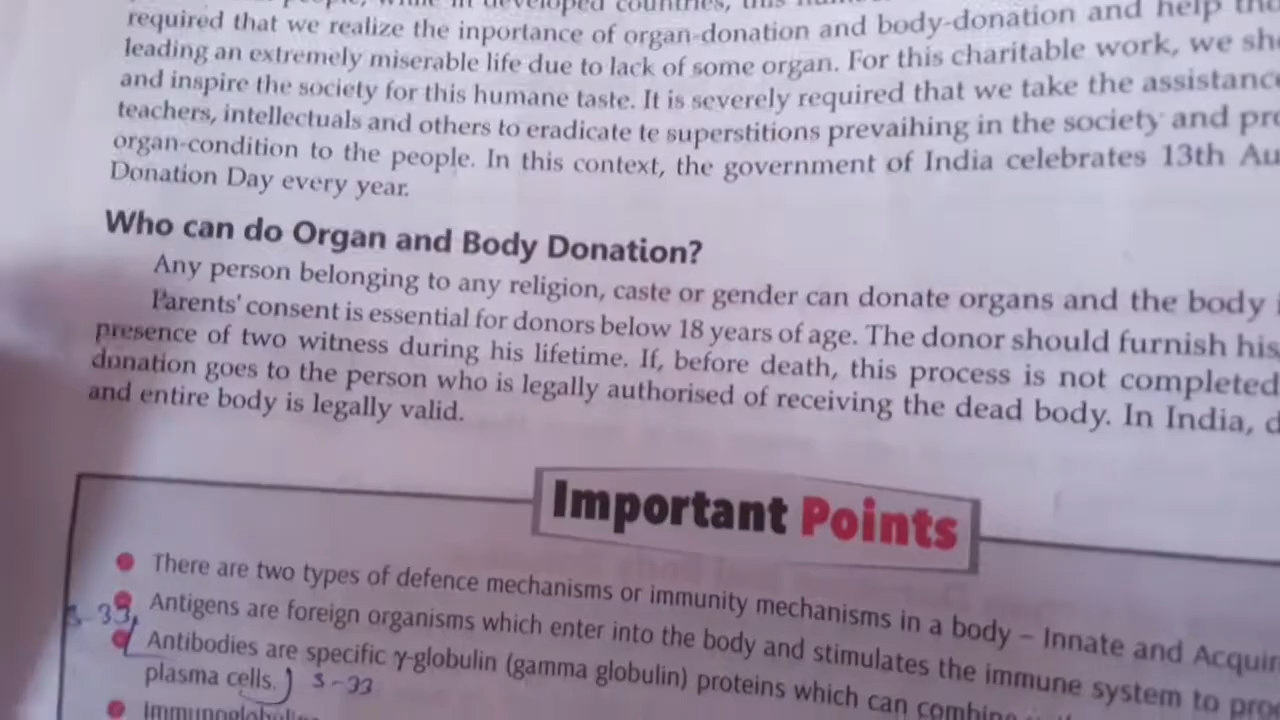 in developed countries, this
required that we realize the inportance of organ-donation and body-donation and help
leading an extremely miserable life due to lack of some organ. For this charitable work, we
and inspire the society for this humane taste. It is severely required that we take the assistanc
teachers, intellectuals and others to eradicate te superstitions prevaihing in the society and
organ-condition to the people. In this context, the government of India celebrates 13th Au
Donation Day every year.
Who can do Organ and Body Donation?
Any person belonging to any religion, caste or gender can donate organs and the body
Parents' consent is essential for donors below 18 years of age. The donor should furnish his
presence of two witness during his lifetime. If, before death, this process is not completed
donation goes to the person who is legally authorised of receiving the dead body. In India, d
and entire body is legally valid.
Important Points
There are two types of defence mechanisms or immunity mechanisms in a body – Innate and Acquir
Antigens are foreign organisms which enter into the body and stimulates the immune system to pro
S-33,
Antibodies are specific γ-globulin (gamma globulin) proteins which can combine
plasma cells.) S-33